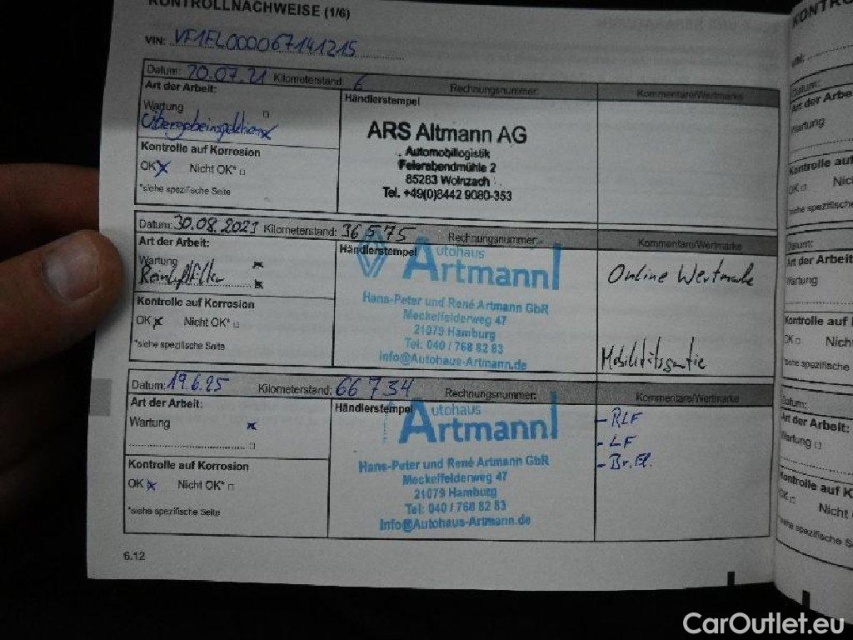 KONTROLLNACHWEISE (1/6)
VIN: VF1FL000067141215
Datum: 20.07.21 Kilometerstand: 6 Rechnungsnummer: Kommentare/Wertmarke
Art der Arbeit:
Wartung
Händlerstempel
ARS Altmann AG
Automobillogistik
Feierabendmühle 2
85283 Wolnzach
Tel. +49(0)8442 9080-353
Kontrolle auf Korrosion
OK X Nicht OK*
*siehe spezifische Seite
Datum: 30.08.2023 Kilometerstand: 36575 Rechnungsnummer: Kommentare/Wertmarke
Art der Arbeit:
Wartung
Händlerstempel
Autohaus
Artmann
Hans-Peter und René Artmann GbR
Meckelfelderweg 47
21079 Hamburg
Tel: 040 / 768 82 83
info@Autohaus-Artmann.de
Online Wertmarke
Kontrolle auf Korrosion
OK X Nicht OK*
*siehe spezifische Seite
Datum: 19.6.25 Kilometerstand: 66734 Rechnungsnummer: Kommentare/Wertmarke
Art der Arbeit:
Wartung x
Händlerstempel
Autohaus
Artmann
Hans-Peter und René Artmann GbR
Meckelfelderweg 47
21079 Hamburg
Tel: 040 / 768 82 83
info@Autohaus-Artmann.de
- RLF
- LF
- Br.Fl.
Kontrolle auf Korrosion
OK x Nicht OK*
*siehe spezifische Seite
6.12
CarOutlet.eu